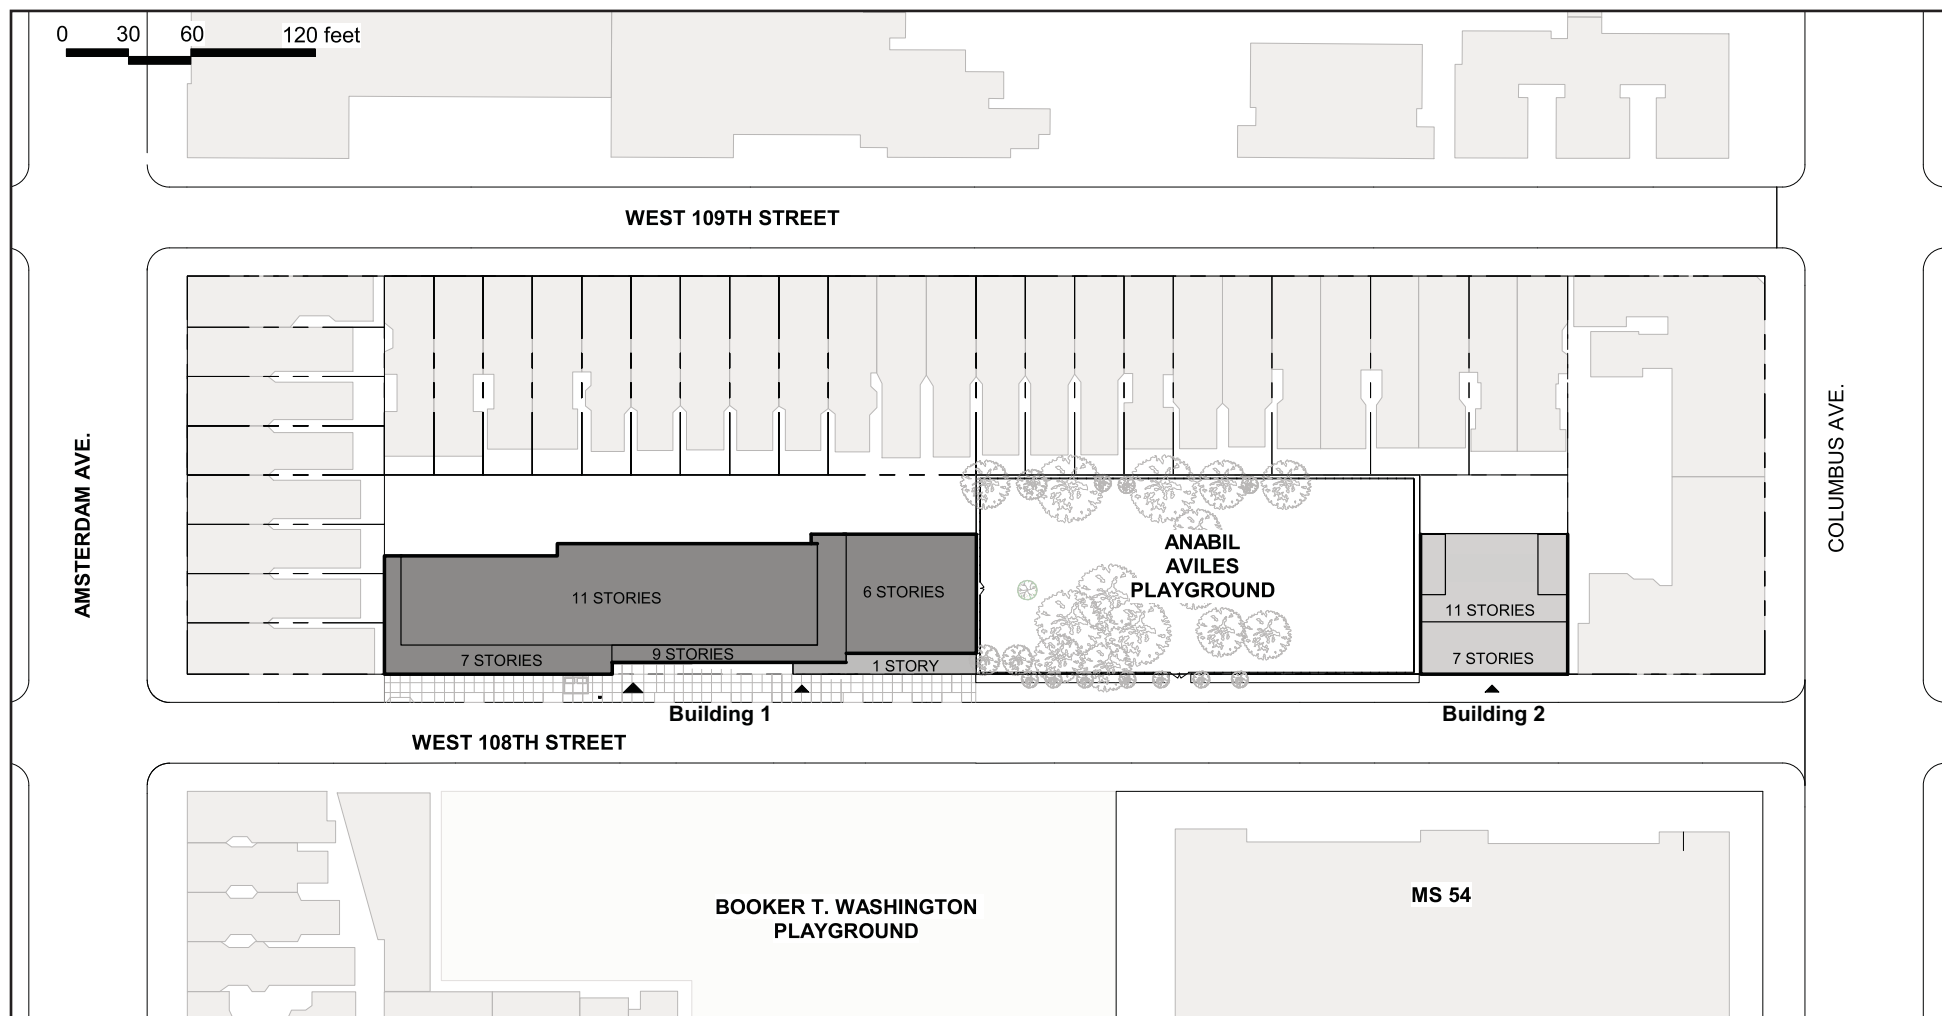 0 30 60 120 feet
WEST 109TH STREET
AMSTERDAM AVE.
COLUMBUS AVE.
ANABIL
AVILES
PLAYGROUND
11 STORIES
6 STORIES
7 STORIES
9 STORIES
1 STORY
11 STORIES
7 STORIES
Building 1
Building 2
WEST 108TH STREET
BOOKER T. WASHINGTON
PLAYGROUND
MS 54